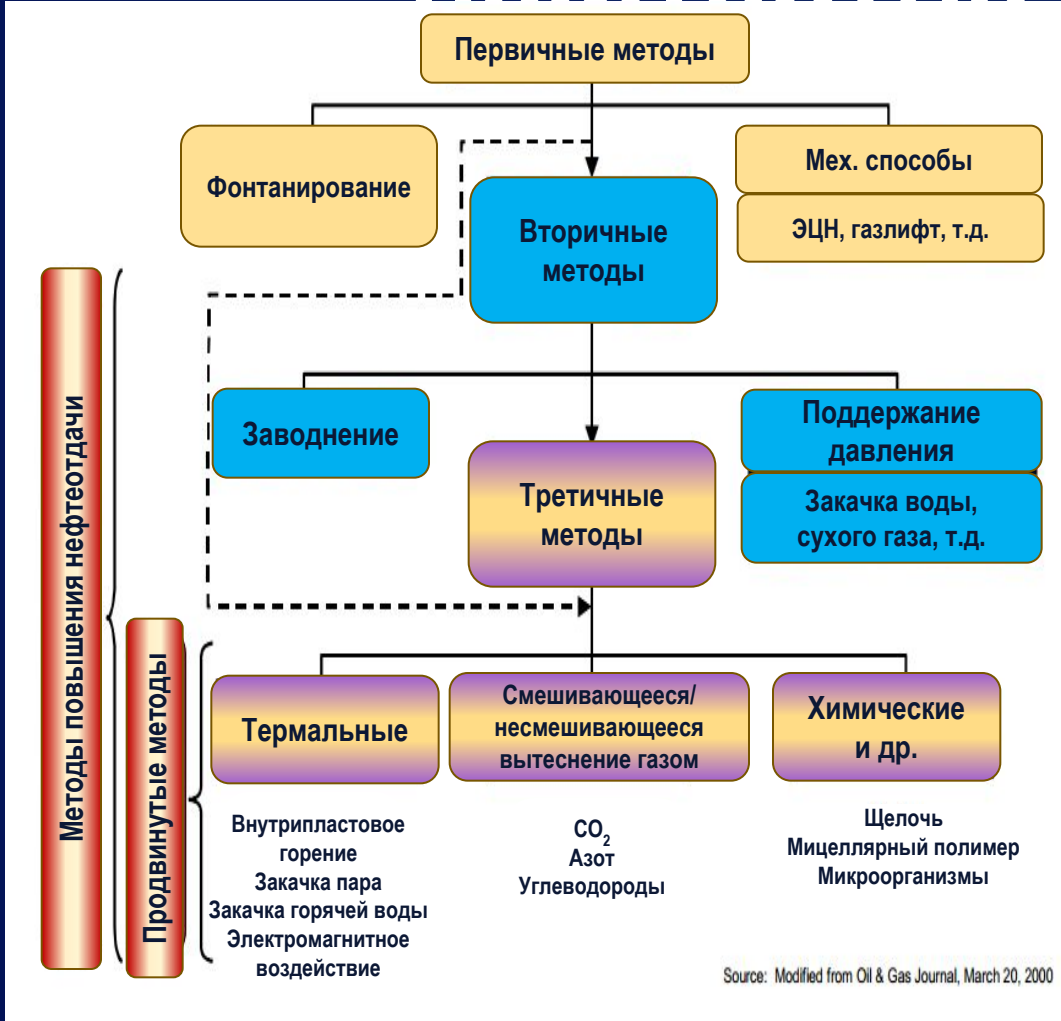 Первичные методы
Фонтанирование
Мех. способы
ЭЦН, газлифт, т.д.
Вторичные
методы
Заводнение
Поддержание
давления
Закачка воды,
сухого газа, т.д.
Третичные
методы
Методы повышения нефтеотдачи
Продвинутые методы
Термальные
Смешивающееся/
несмешивающееся
вытеснение газом
Химические
и др.
Внутрипластовое
горение
Закачка пара
Закачка горячей воды
Электромагнитное
воздействие
CO₂
Азот
Углеводороды
Щелочь
Мицеллярный полимер
Микроорганизмы
Source: Modified from Oil & Gas Journal, March 20, 2000